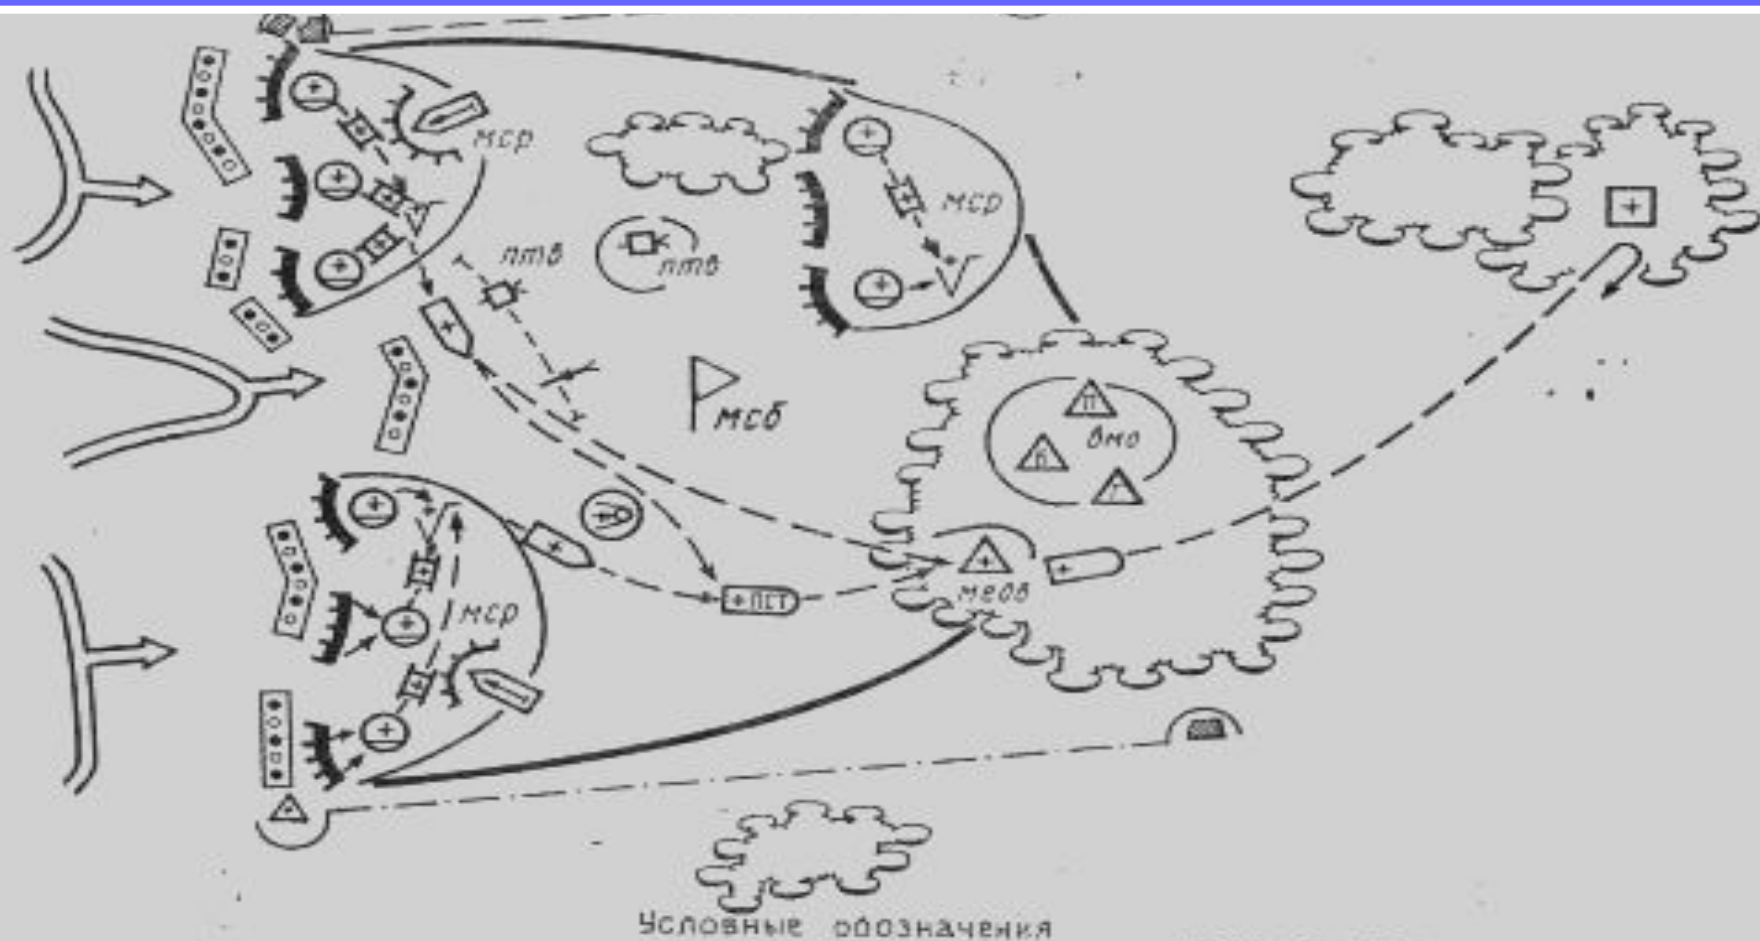 мср
мср
птв
птв
мсб
П
вмо
В
Г
+ПСТ
медв
мср
Условные обозначения